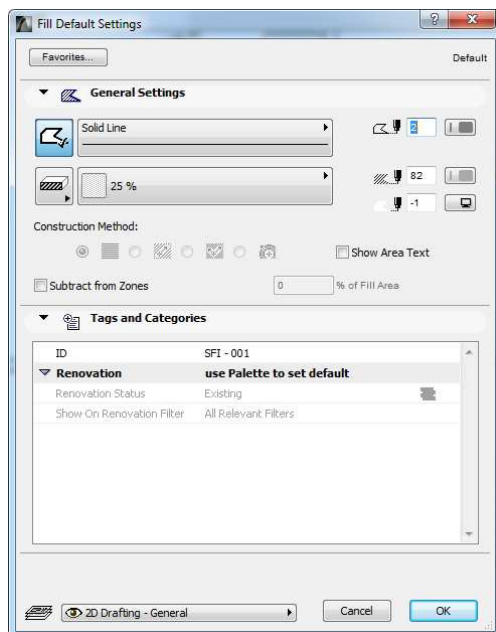 Fill Default Settings
Favorites...
Default
General Settings
Solid Line
2
25 %
82
-1
Construction Method:
Show Area Text
Subtract from Zones
0
% of Fill Area
Tags and Categories
ID SFI - 001
Renovation use Palette to set default
Renovation Status Existing
Show On Renovation Filter All Relevant Filters
2D Drafting - General
Cancel
OK